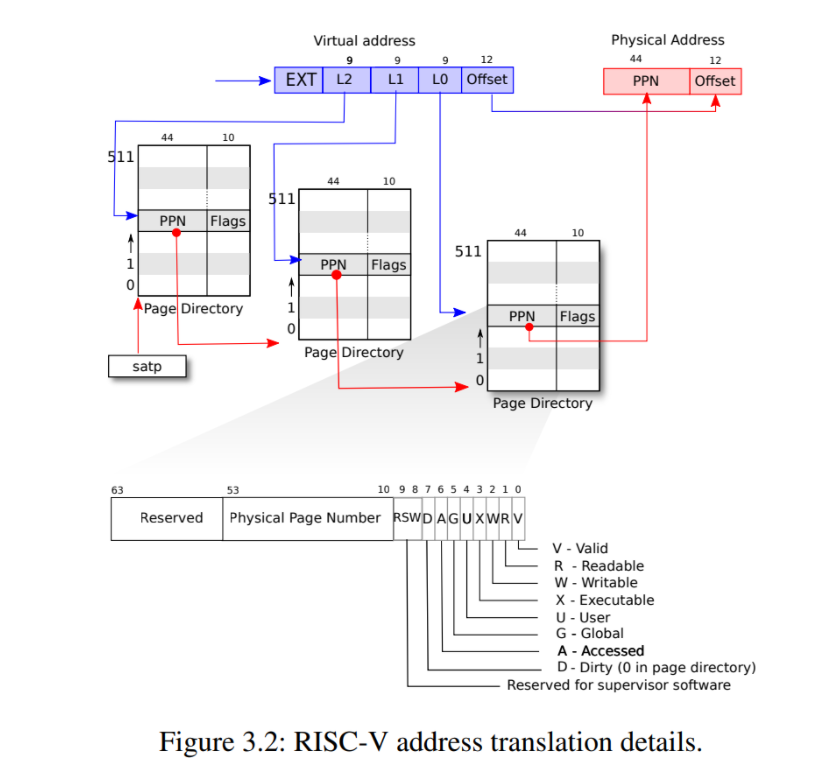 Virtual address
Physical Address
9 9 9 12
44 12
EXT L2 L1 L0 Offset
PPN Offset
44 10
511
PPN Flags
1
0
Page Directory
satp
44 10
511
PPN Flags
1
0
Page Directory
44 10
511
PPN Flags
1
0
Page Directory
63 53 10 9 8 7 6 5 4 3 2 1 0
Reserved Physical Page Number RSW D A G U X W R V
V - Valid
R - Readable
W - Writable
X - Executable
U - User
G - Global
A - Accessed
D - Dirty (0 in page directory)
Reserved for supervisor software
Figure 3.2: RISC-V address translation details.